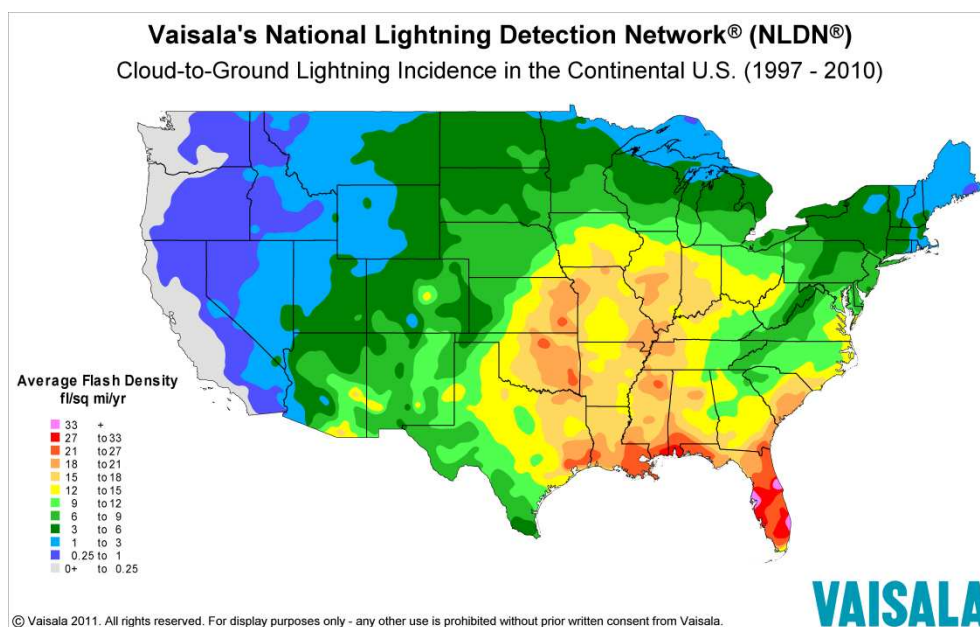 Vaisala's National Lightning Detection Network® (NLDN®)
Cloud-to-Ground Lightning Incidence in the Continental U.S. (1997 - 2010)
Average Flash Density
fl/sq mi/yr
33 +
27 to 33
21 to 27
18 to 21
15 to 18
12 to 15
9 to 12
6 to 9
3 to 6
1 to 3
0.25 to 1
0+ to 0.25
© Vaisala 2011. All rights reserved. For display purposes only - any other use is prohibited without prior written consent from Vaisala.
VAISALA